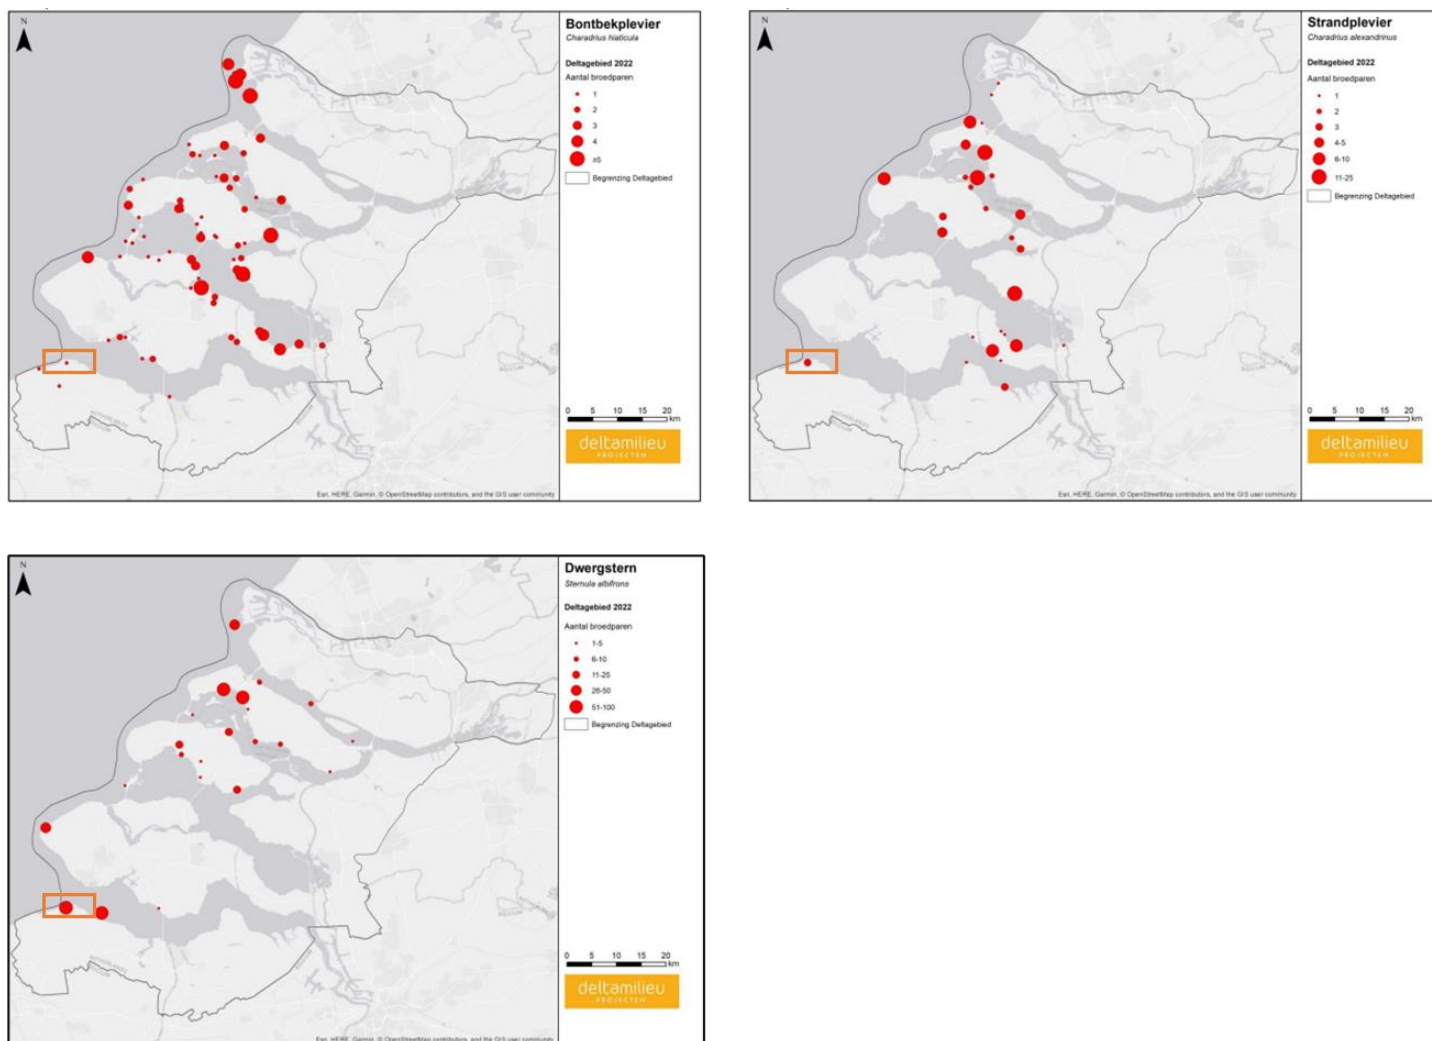 N
Bontbekplevier
Charadrius hiaticula
Deltagebied 2022
Aantal broedparen
1
2
3
4
≥5
Begrenzing Deltagebied
0 5 10 15 20
km
deltamilieu
PROJECTEN
Esri, HERE, Garmin, © OpenStreetMap contributors, and the GIS user community
N
Strandplevier
Charadrius alexandrinus
Deltagebied 2022
Aantal broedparen
1
2
3
4-5
6-10
11-25
Begrenzing Deltagebied
0 5 10 15 20
km
deltamilieu
PROJECTEN
Esri, HERE, Garmin, © OpenStreetMap contributors, and the GIS user community
N
Dwergstern
Sternula albifrons
Deltagebied 2022
Aantal broedparen
1-5
6-10
11-25
26-50
51-100
Begrenzing Deltagebied
0 5 10 15 20
km
deltamilieu
PROJECTEN
Esri, HERE, Garmin, © OpenStreetMap contributors, and the GIS user community